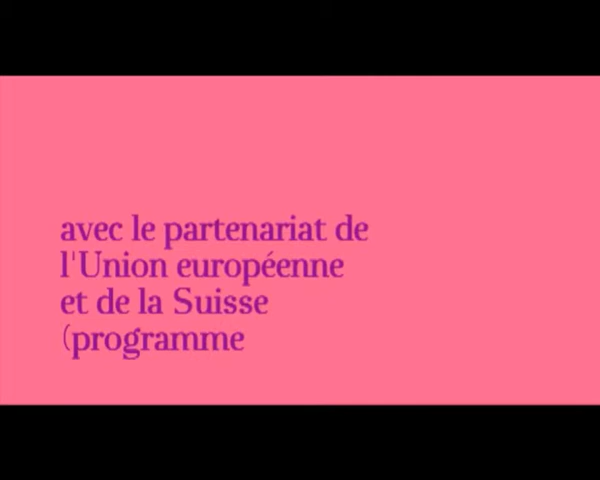 avec le partenariat de
l'Union européenne
et de la Suisse
(programme